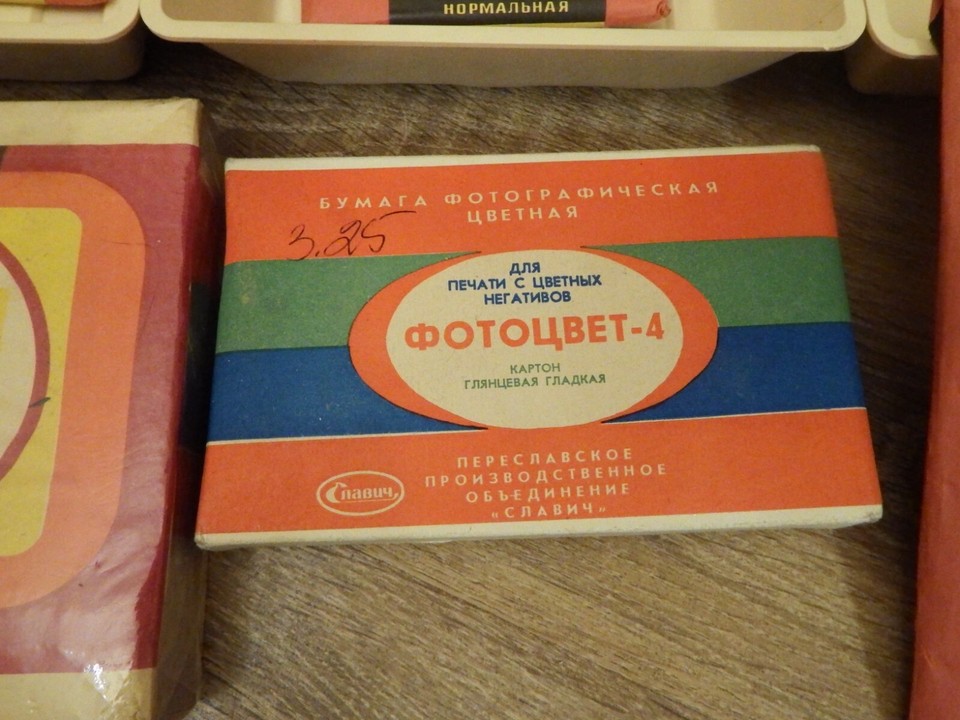 НОРМАЛЬНАЯ
БУМАГА ФОТОГРАФИЧЕСКАЯ
ЦВЕТНАЯ
3.25
ДЛЯ
ПЕЧАТИ С ЦВЕТНЫХ
НЕГАТИВОВ
ФОТОЦВЕТ-4
КАРТОН
ГЛЯНЦЕВАЯ ГЛАДКАЯ
ПЕРЕСЛАВСКОЕ
ПРОИЗВОДСТВЕННОЕ
ОБЪЕДИНЕНИЕ
«СЛАВИЧ»
Славич